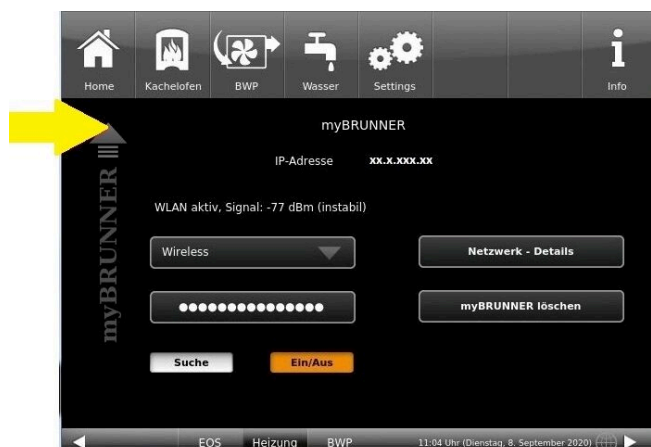 Home Kachelofen BWP Wasser Settings Info
myBRUNNER
myBRUNNER
IP-Adresse xx.x.xxx.xx
WLAN aktiv, Signal: -77 dBm (instabil)
Wireless Netzwerk - Details
myBRUNNER löschen
Suche Ein/Aus
EOS Heizung BWP 11:04 Uhr (Dienstag, 8. September 2020)